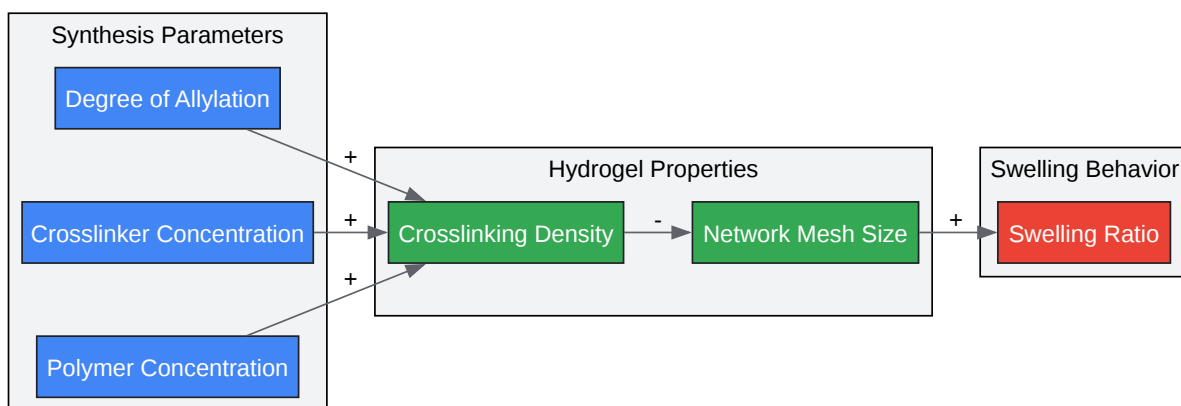 Synthesis Parameters
Degree of Allylation
+
Hydrogel Properties
Swelling Behavior
Crosslinker Concentration
+
Crosslinking Density
-
Network Mesh Size
+
Swelling Ratio
+
Polymer Concentration